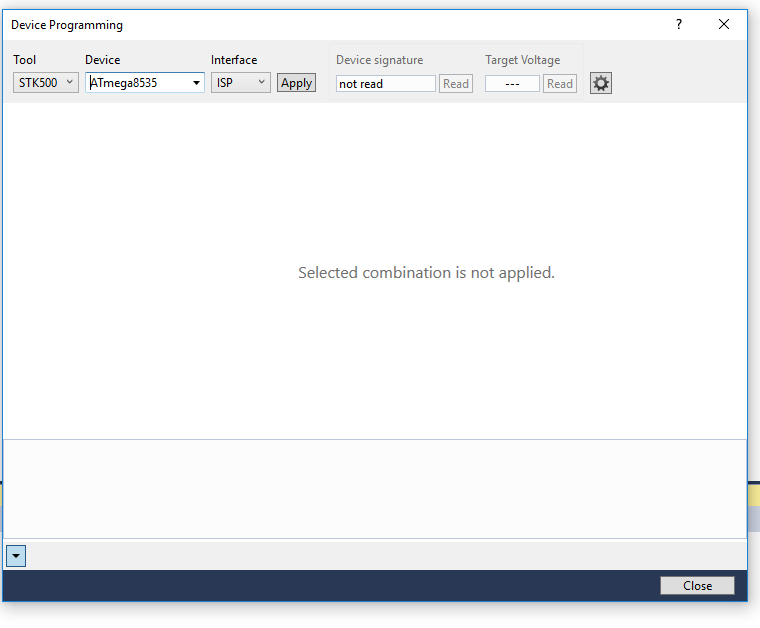 Device Programming
?
Tool Device Interface Device signature Target Voltage
STK500 ATmega8535 ISP Apply not read Read --- Read
Selected combination is not applied.
Close